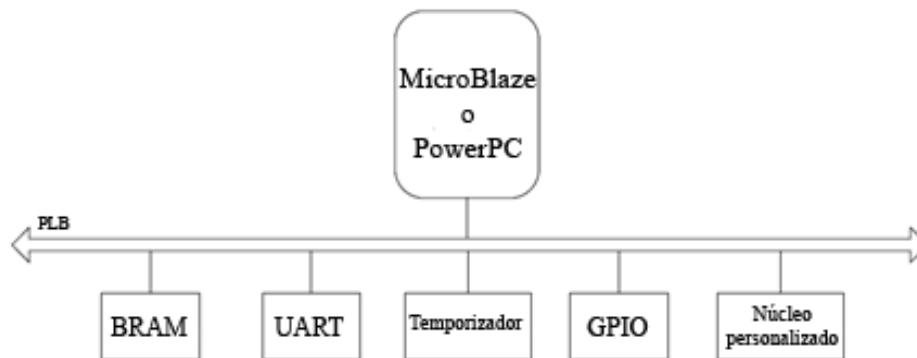 MicroBlaze
o
PowerPC
PLB
BRAM
UART
Temporizador
GPIO
Núcleo
personalizado